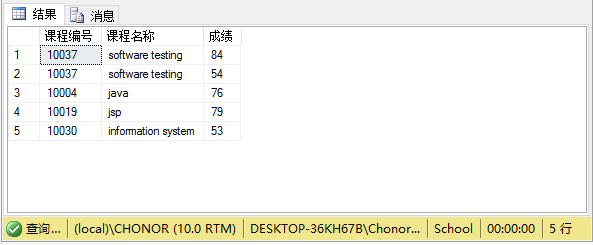 结果 消息
课程编号 课程名称 成绩
1 10037 software testing 84
2 10037 software testing 54
3 10004 java 76
4 10019 jsp 79
5 10030 information system 53
查询... (local)\CHONOR (10.0 RTM) DESKTOP-36KH67B\Chonor... School 00:00:00 5 行